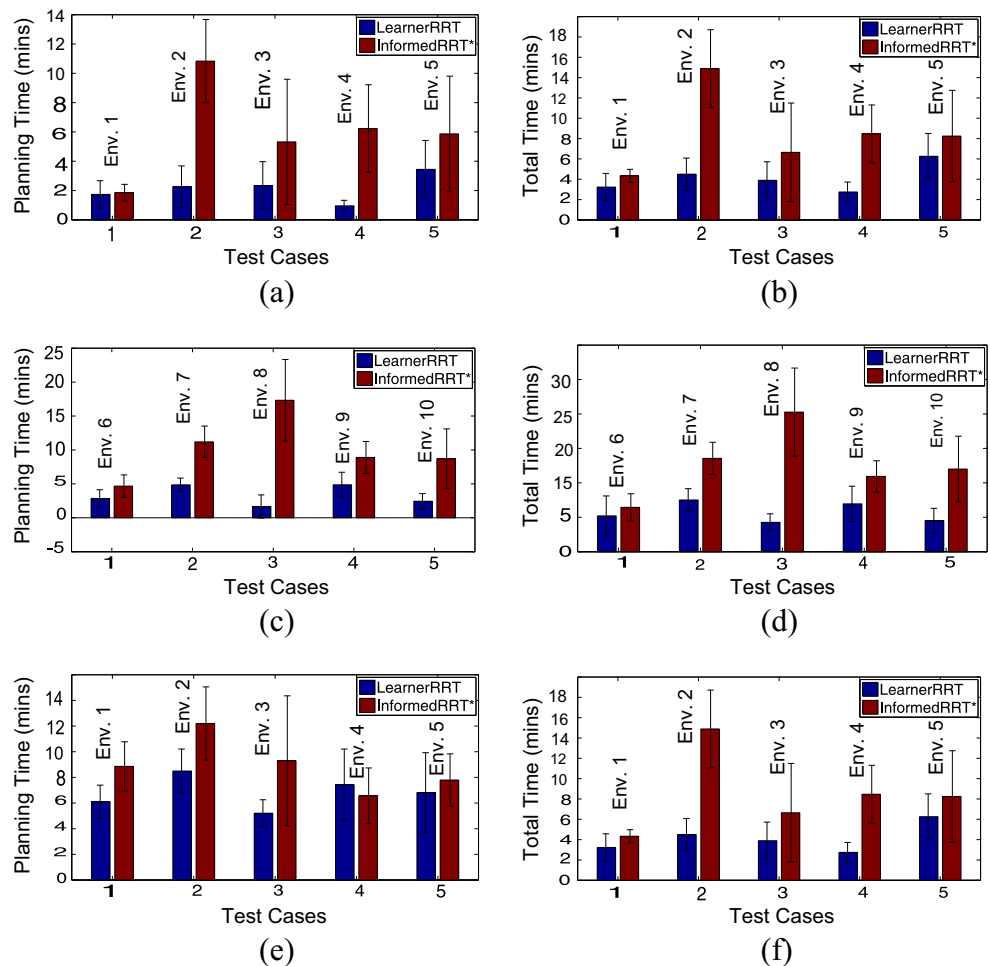 Planning Time (mins)
14
12
10
8
6
4
2
0
LearnerRRT
InformedRRT*
Env. 1
Env. 2
Env. 3
Env. 4
Env. 5
1 2 3 4 5
Test Cases
(a)
Total Time (mins)
18
16
14
12
10
8
6
4
2
0
LearnerRRT
InformedRRT*
Env. 1
Env. 2
Env. 3
Env. 4
Env. 5
1 2 3 4 5
Test Cases
(b)
Planning Time (mins)
25
20
15
10
5
0
-5
LearnerRRT
InformedRRT*
Env. 6
Env. 7
Env. 8
Env. 9
Env. 10
1 2 3 4 5
Test Cases
(c)
Total Time (mins)
30
25
20
15
10
5
0
LearnerRRT
InformedRRT*
Env. 6
Env. 7
Env. 8
Env. 9
Env. 10
1 2 3 4 5
Test Cases
(d)
Planning Time (mins)
14
12
10
8
6
4
2
0
LearnerRRT
InformedRRT*
Env. 1
Env. 2
Env. 3
Env. 4
Env. 5
1 2 3 4 5
Test Cases
(e)
Total Time (mins)
18
16
14
12
10
8
6
4
2
0
LearnerRRT
InformedRRT*
Env. 1
Env. 2
Env. 3
Env. 4
Env. 5
1 2 3 4 5
Test Cases
(f)